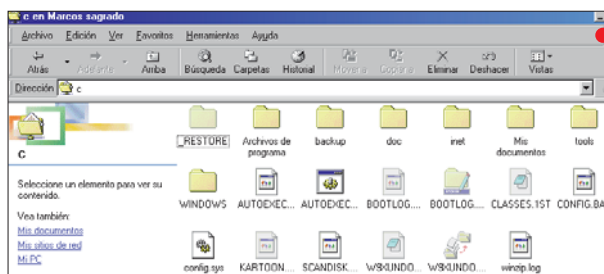 c en Marcos sagrado
Archivo Edición Ver Favoritos Herramientas Ayuda
Atrás Adelante Arriba Búsqueda Carpetas Historial Mover a Copiar a Eliminar Deshacer Vistas
Dirección c
_RESTORE Archivos de programa backup doc inet Mis documentos tools
C
Seleccione un elemento para ver su
contenido.
WINDOWS AUTOEXEC... AUTOEXEC... BOOTLOG.... BOOTLOG.... CLASSES.1ST CONFIG.BA
Vea también:
Mis documentos
Mis sitios de red
Mi PC
config.sys KARTOON.... SCANDISK.... W9XUNDO... W9XUNDO... winzip.log